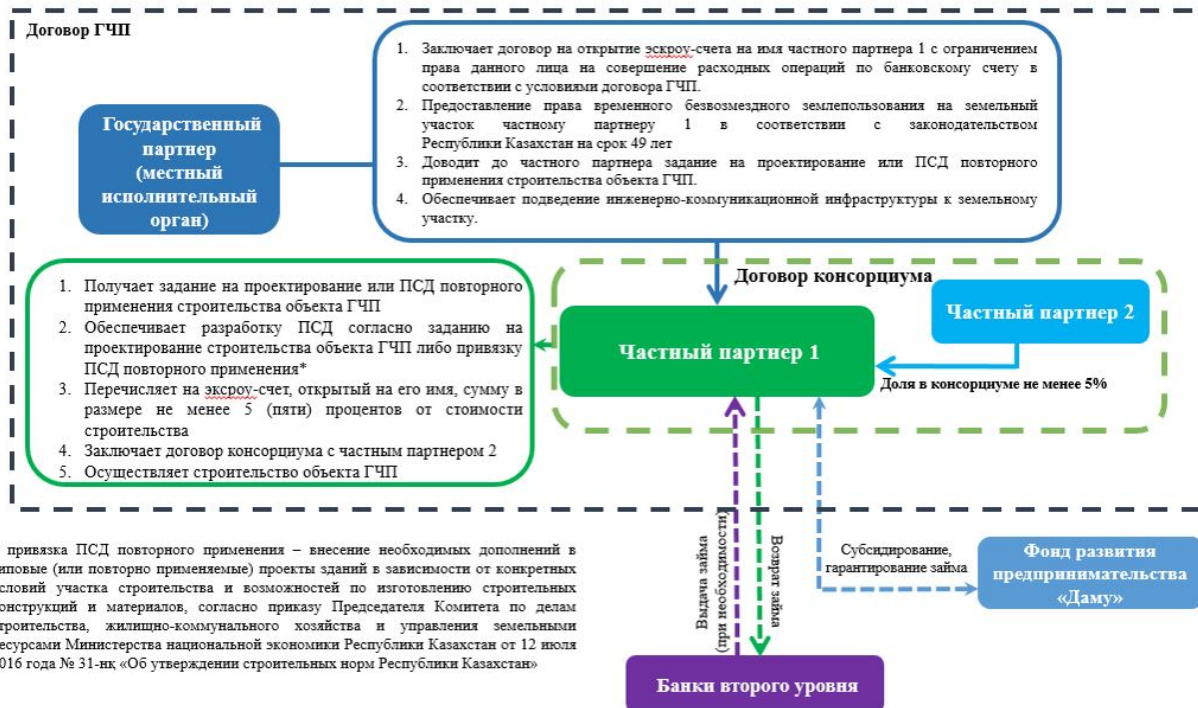 Договор ГЧП
Государственный
партнер
(местный
исполнительный
орган)
1. Заключает договор на открытие эскроу-счета на имя частного партнера 1 с ограничением
права данного лица на совершение расходных операций по банковскому счету в
соответствии с условиями договора ГЧП.
2. Предоставление права временного безвозмездного землепользования на земельный
участок частному партнеру 1 в соответствии с законодательством
Республики Казахстан на срок 49 лет
3. Доводит до частного партнера задание на проектирование или ПСД повторного
применения строительства объекта ГЧП.
4. Обеспечивает подведение инженерно-коммуникационной инфраструктуры к земельному
участку.
1. Получает задание на проектирование или ПСД повторного
применения строительства объекта ГЧП
2. Обеспечивает разработку ПСД согласно заданию на
проектирование строительства объекта ГЧП либо привязку
ПСД повторного применения*
3. Перечисляет на эксроу-счет, открытый на его имя, сумму в
размере не менее 5 (пяти) процентов от стоимости
строительства
4. Заключает договор консорциума с частным партнером 2
5. Осуществляет строительство объекта ГЧП
Договор консорциума
Частный партнер 1
Частный партнер 2
Доля в консорциуме не менее 5%
привязка ПСД повторного применения – внесение необходимых дополнений в
иповые (или повторно применяемые) проекты зданий в зависимости от конкретных
словий участка строительства и возможностей по изготовлению строительных
онструкций и материалов, согласно приказу Председателя Комитета по делам
троительства, жилищно-коммунального хозяйства и управления земельными
есурсами Министерства национальной экономики Республики Казахстан от 12 июля
016 года № 31-нқ «Об утверждении строительных норм Республики Казахстан»
Выдача займа
(при необходимости)
Возврат займа
Субсидирование,
гарантирование займа
Фонд развития
предпринимательства
«Даму»
Банки второго уровня